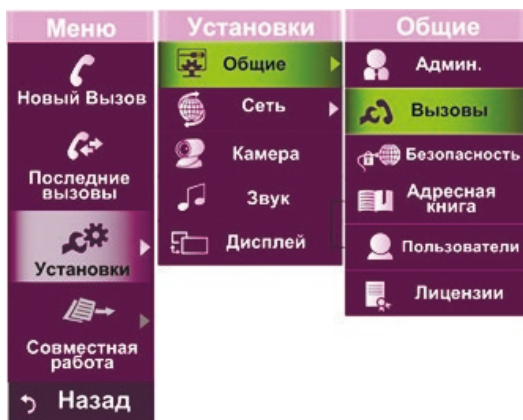 Меню
Новый Вызов
Последние
вызовы
Установки
Совместная
работа
Назад
Установки
Общие
Сеть
Камера
Звук
Дисплей
Общие
Админ.
Вызовы
Безопасность
Адресная
книга
Пользователи
Лицензии